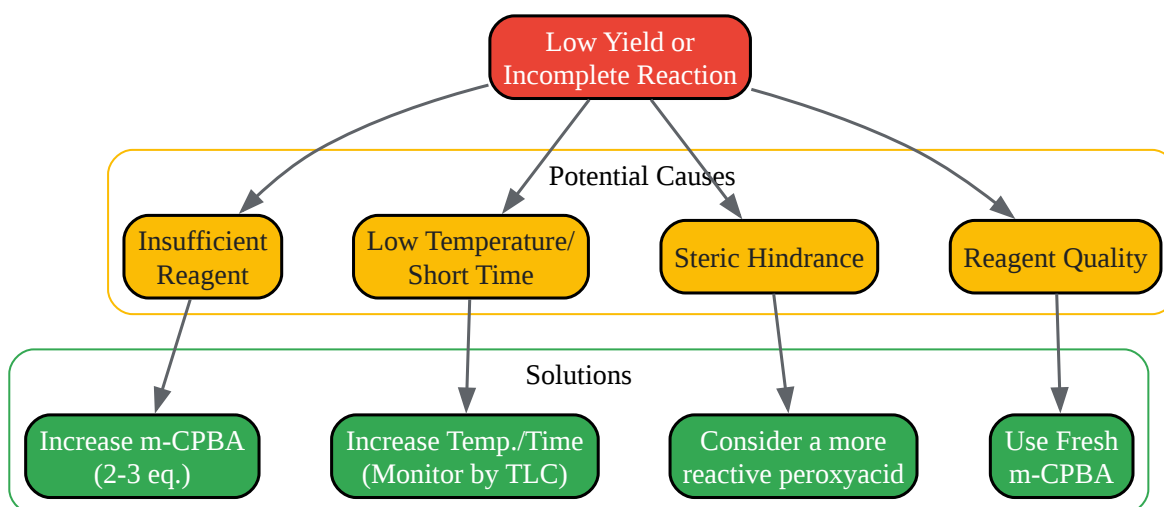 Low Yield or
Incomplete Reaction
Potential Causes
Insufficient
Reagent
Low Temperature/
Short Time
Steric Hindrance
Reagent Quality
Solutions
Increase m-CPBA
(2-3 eq.)
Increase Temp./Time
(Monitor by TLC)
Consider a more
reactive peroxyacid
Use Fresh
m-CPBA